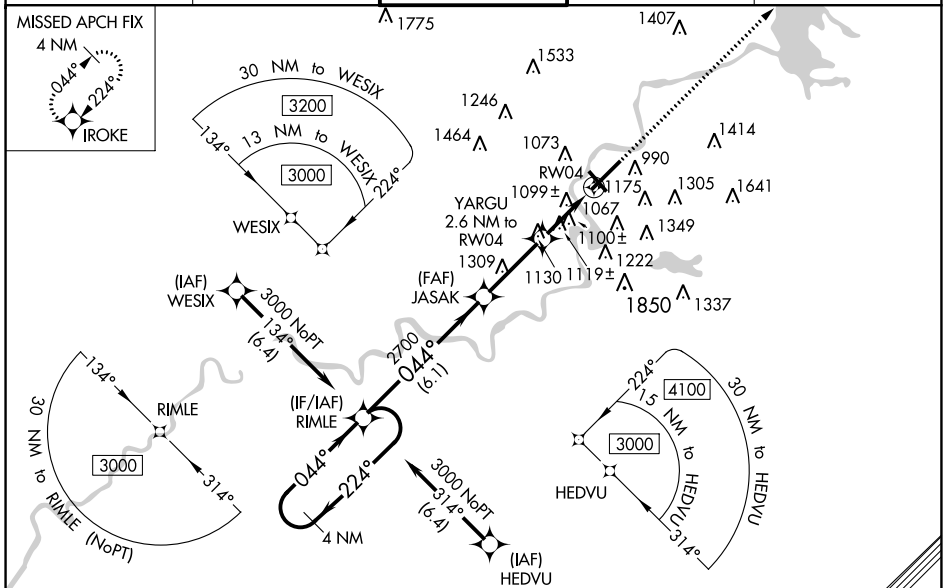 MISSED APCH FIX
4 NM
044°
224°
IROKE
1775
1407
1533
1246
1464
1073
1414
RW04
990
1099±
1175
1305
1641
YARGU
2.6 NM to
RW04
1067
1100±
1349
1222
1309
1130
1119±
1850
1337
30 NM to WESIX
3200
134°
13 NM to WESIX
3000
224°
WESIX
(IAF)
WESIX
3000 NoPT
134°
(6.4)
(FAF)
JASAK
2700
044°
(6.1)
(IF/IAF)
RIMLE
044°
224°
4 NM
3000 NoPT
314°
(6.4)
(IAF)
HEDVU
134°
RIMLE
3000
314°
30 NM to RIMLE (NoPT)
224°
4100
15 NM to HEDVU
3000
30 NM to HEDVU
HEDVU
314°